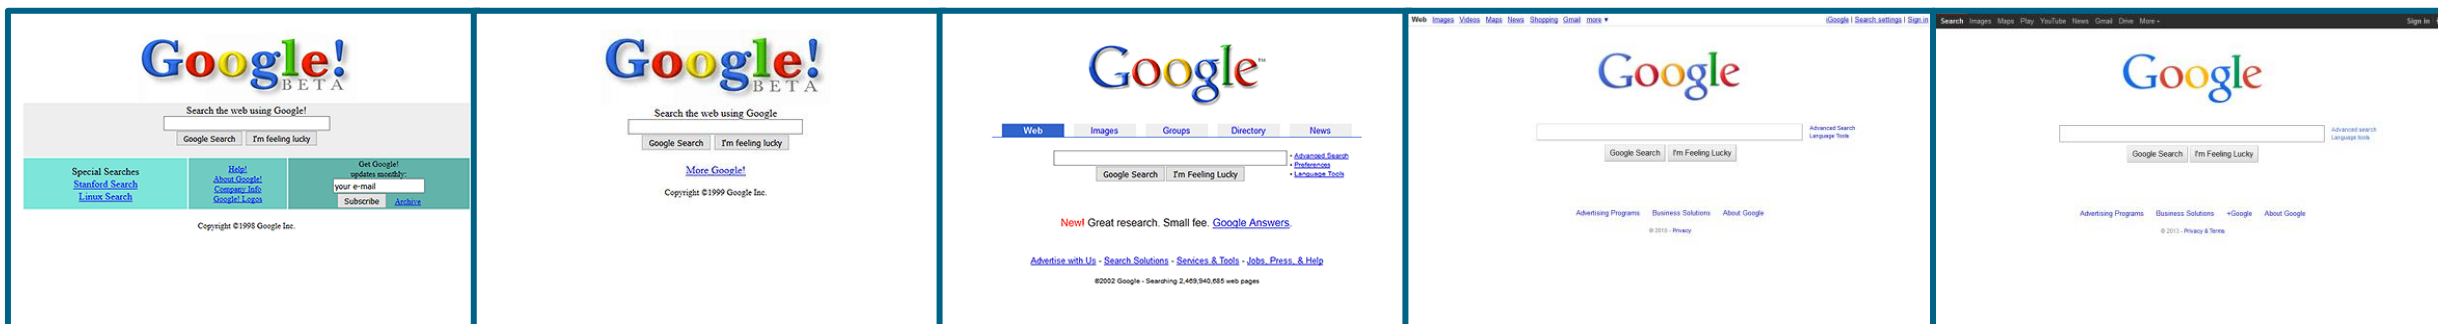 Google!
BETA
Search the web using Google!
Google Search I'm feeling lucky
Special Searches
Stanford Search
Linux Search
Help!
About Google!
Company Info
Google! Logos
Get Google!
updates monthly:
your e-mail
Subscribe Archive
Copyright ©1998 Google Inc.
Google!
BETA
Search the web using Google
Google Search I'm feeling lucky
More Google!
Copyright ©1999 Google Inc.
Google™
Web Images Groups Directory News
• Advanced Search
• Preferences
• Language Tools
Google Search I'm Feeling Lucky
New! Great research. Small fee. Google Answers.
Advertise with Us - Search Solutions - Services & Tools - Jobs, Press, & Help
©2002 Google - Searching 2,469,940,685 web pages
Web Images Videos Maps News Shopping Gmail more ▼
iGoogle | Search settings | Sign in
Google
Advanced Search
Language Tools
Google Search I'm Feeling Lucky
Advertising Programs Business Solutions About Google
© 2010 - Privacy
Search Images Maps Play YouTube News Gmail Drive More -
Sign in
Google
Advanced search
Language tools
Google Search I'm Feeling Lucky
Advertising Programs Business Solutions +Google About Google
© 2013 - Privacy & Terms